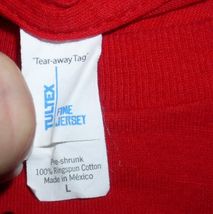 "Tear-away Tag"
TULTEX
FINE
JERSEY
Pre-shrunk
100% Ringspun Cotton
Made in México
L